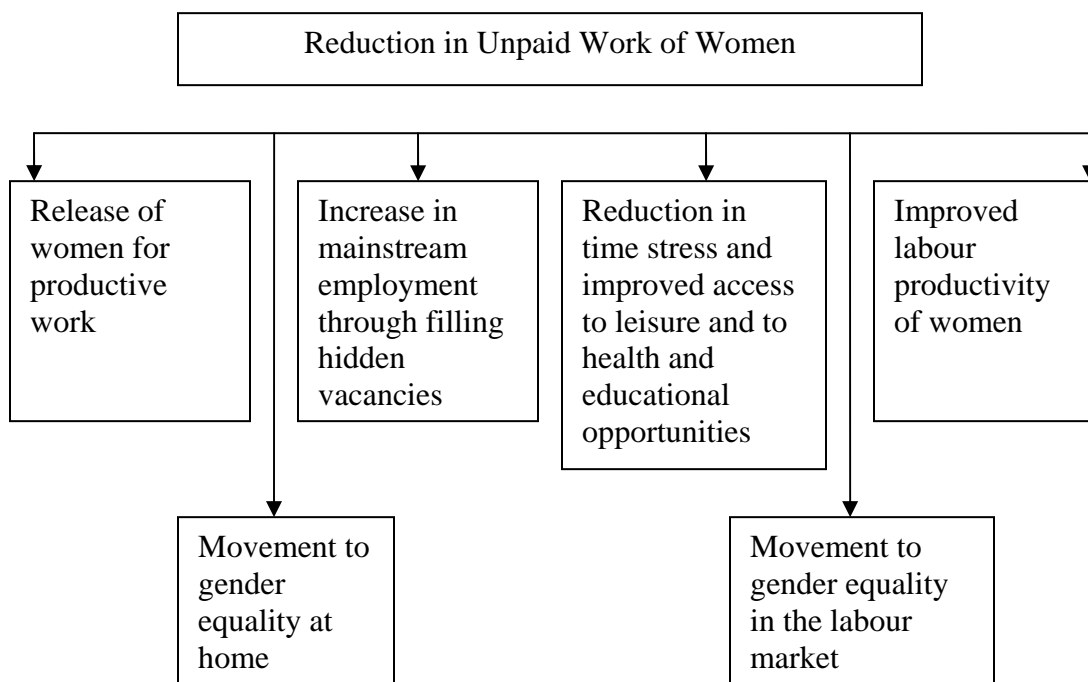 Reduction in Unpaid Work of Women
Release of
women for
productive
work
Increase in
mainstream
employment
through filling
hidden
vacancies
Reduction in
time stress and
improved access
to leisure and to
health and
educational
opportunities
Improved
labour
productivity
of women
Movement to
gender
equality at
home
Movement to
gender equality
in the labour
market